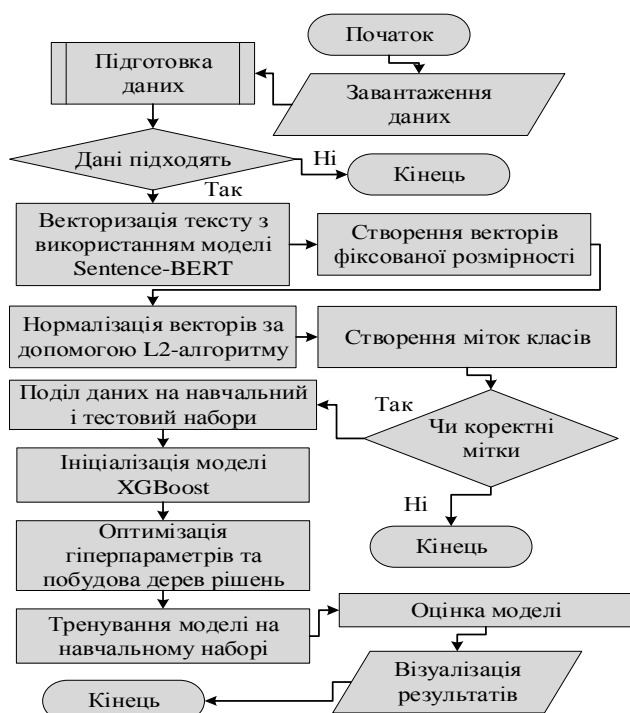 Початок
Завантаження
даних
Підготовка
даних
Дані підходять
Ні
Кінець
Так
Векторизація тексту з
використанням моделі
Sentence-BERT
Створення векторів
фіксованої розмірності
Нормалізація векторів за
допомогою L2-алгоритму
Створення міток класів
Чи коректні
мітки
Ні
Кінець
Так
Поділ даних на навчальний
і тестовий набори
Ініціалізація моделі
XGBoost
Оптимізація
гіперпараметрів та
побудова дерев рішень
Тренування моделі на
навчальному наборі
Оцінка моделі
Візуалізація
результатів
Кінець